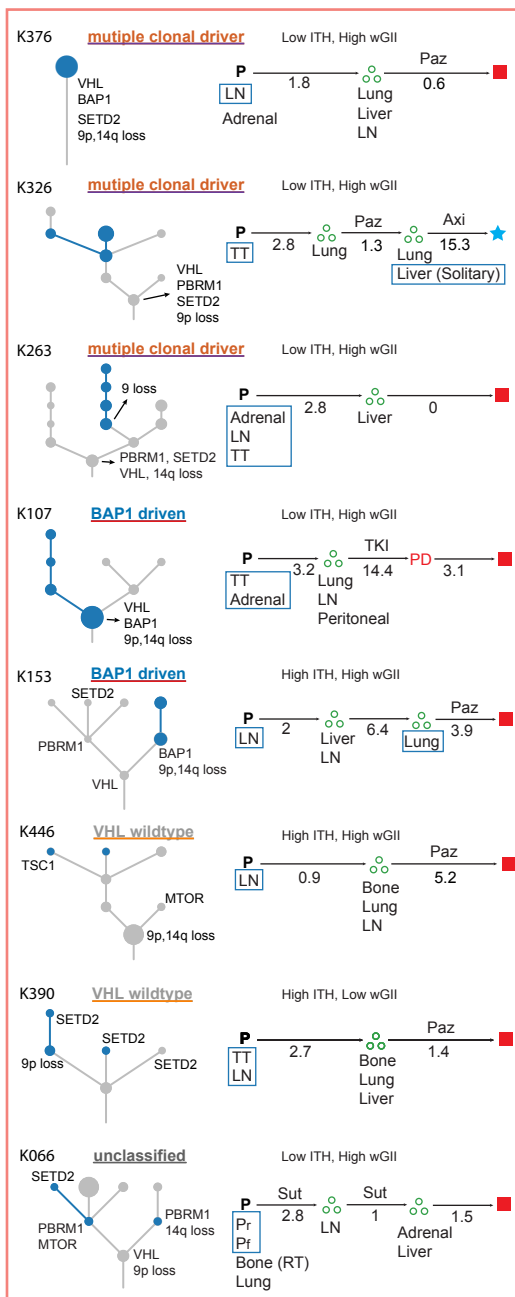 K376 mutiple clonal driver Low ITH, High wGII
VHL
BAP1
SETD2
9p,14q loss
P 1.8 Paz 0.6
LN
Adrenal
Lung
Liver
LN
K326 mutiple clonal driver Low ITH, High wGII
VHL
PBRM1
SETD2
9p loss
P 2.8 Paz 1.3 Axi 15.3
TT
Lung
Lung
Liver (Solitary)
K263 mutiple clonal driver Low ITH, High wGII
9 loss
PBRM1, SETD2
VHL, 14q loss
P 2.8 0
Adrenal
LN
TT
Liver
K107 BAP1 driven Low ITH, High wGII
VHL
BAP1
9p,14q loss
P 3.2 TKI 14.4 PD 3.1
TT
Adrenal
Lung
LN
Peritoneal
K153 BAP1 driven High ITH, High wGII
SETD2
PBRM1
BAP1
9p,14q loss
VHL
P 2 6.4 Paz 3.9
LN
Liver
LN
Lung
K446 VHL wildtype High ITH, High wGII
TSC1
MTOR
9p,14q loss
P 0.9 Paz 5.2
LN
Bone
Lung
LN
K390 VHL wildtype High ITH, Low wGII
SETD2
SETD2
9p loss
SETD2
P 2.7 Paz 1.4
TT
LN
Bone
Lung
Liver
K066 unclassified Low ITH, High wGII
SETD2
PBRM1
MTOR
PBRM1
14q loss
VHL
9p loss
P Sut 2.8 Sut 1 1.5
Pr
Pf
Bone (RT)
Lung
LN
Adrenal
Liver